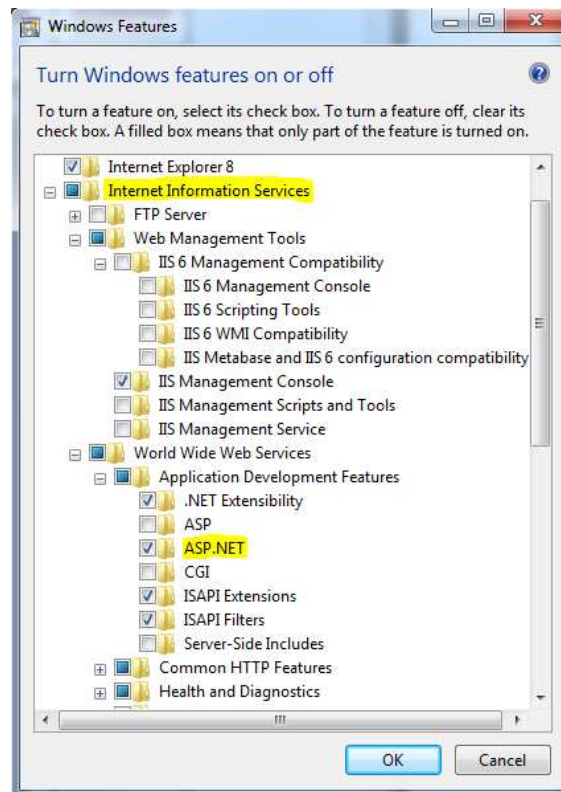 Windows Features
Turn Windows features on or off
To turn a feature on, select its check box. To turn a feature off, clear its
check box. A filled box means that only part of the feature is turned on.
Internet Explorer 8
Internet Information Services
FTP Server
Web Management Tools
IIS 6 Management Compatibility
IIS 6 Management Console
IIS 6 Scripting Tools
IIS 6 WMI Compatibility
IIS Metabase and IIS 6 configuration compatibility
IIS Management Console
IIS Management Scripts and Tools
IIS Management Service
World Wide Web Services
Application Development Features
.NET Extensibility
ASP
ASP.NET
CGI
ISAPI Extensions
ISAPI Filters
Server-Side Includes
Common HTTP Features
Health and Diagnostics
OK Cancel